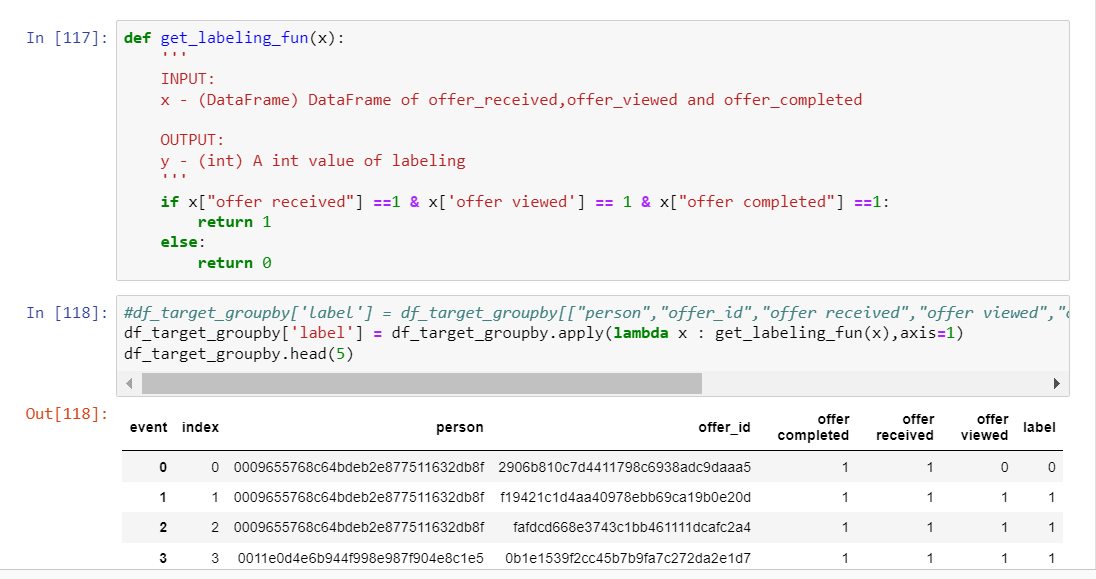 In [117]: def get_labeling_fun(x):
'''
INPUT:
x - (DataFrame) DataFrame of offer_received,offer_viewed and offer_completed
OUTPUT:
y - (int) A int value of labeling
'''
if x["offer received"] ==1 & x['offer viewed'] == 1 & x["offer completed"] ==1:
return 1
else:
return 0
In [118]: #df_target_groupby['label'] = df_target_groupby[["person","offer_id","offer received","offer viewed","
df_target_groupby['label'] = df_target_groupby.apply(lambda x : get_labeling_fun(x),axis=1)
df_target_groupby.head(5)
Out[118]:
event index person offer_id offer completed offer received offer viewed label
0 0 0009655768c64bdeb2e877511632db8f 2906b810c7d4411798c6938adc9daaa5 1 1 0 0
1 1 0009655768c64bdeb2e877511632db8f f19421c1d4aa40978ebb69ca19b0e20d 1 1 1 1
2 2 0009655768c64bdeb2e877511632db8f fafdcd668e3743c1bb461111dcafc2a4 1 1 1 1
3 3 0011e0d4e6b944f998e987f904e8c1e5 0b1e1539f2cc45b7b9fa7c272da2e1d7 1 1 1 1